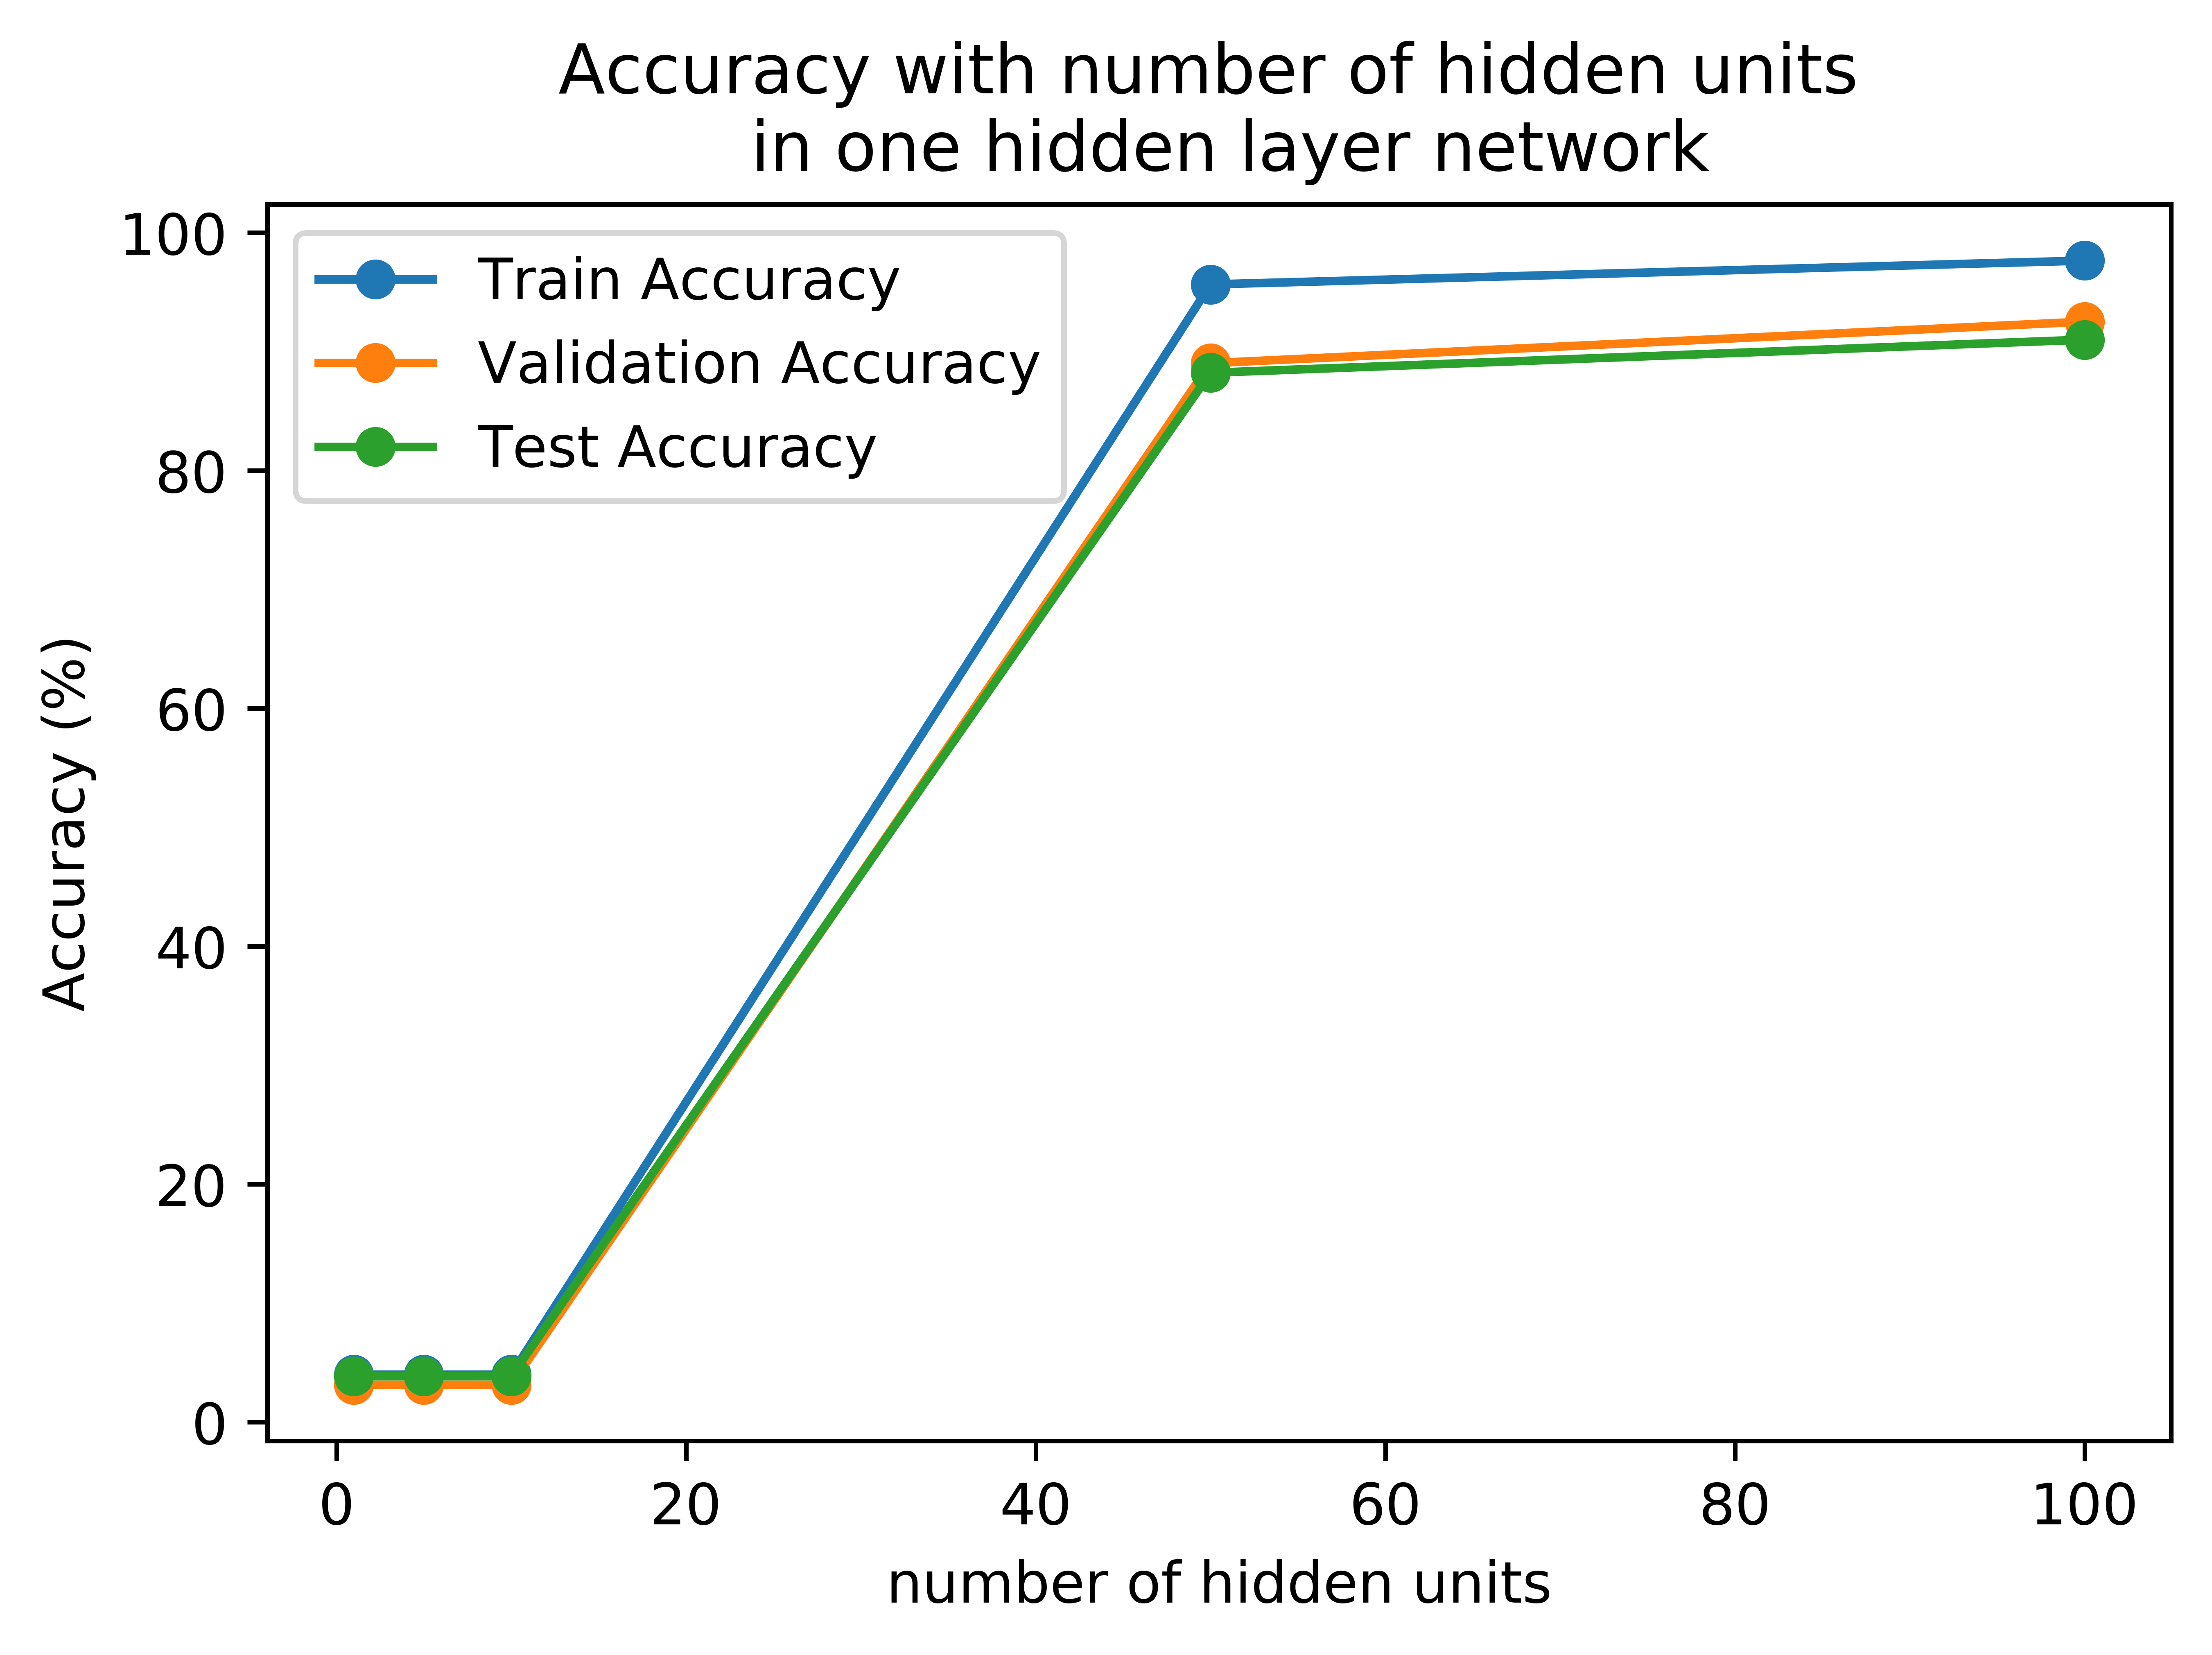 Accuracy with number of hidden units
in one hidden layer network
Train Accuracy
Validation Accuracy
Test Accuracy
Accuracy (%)
100
80
60
40
20
0
0 20 40 60 80 100
number of hidden units